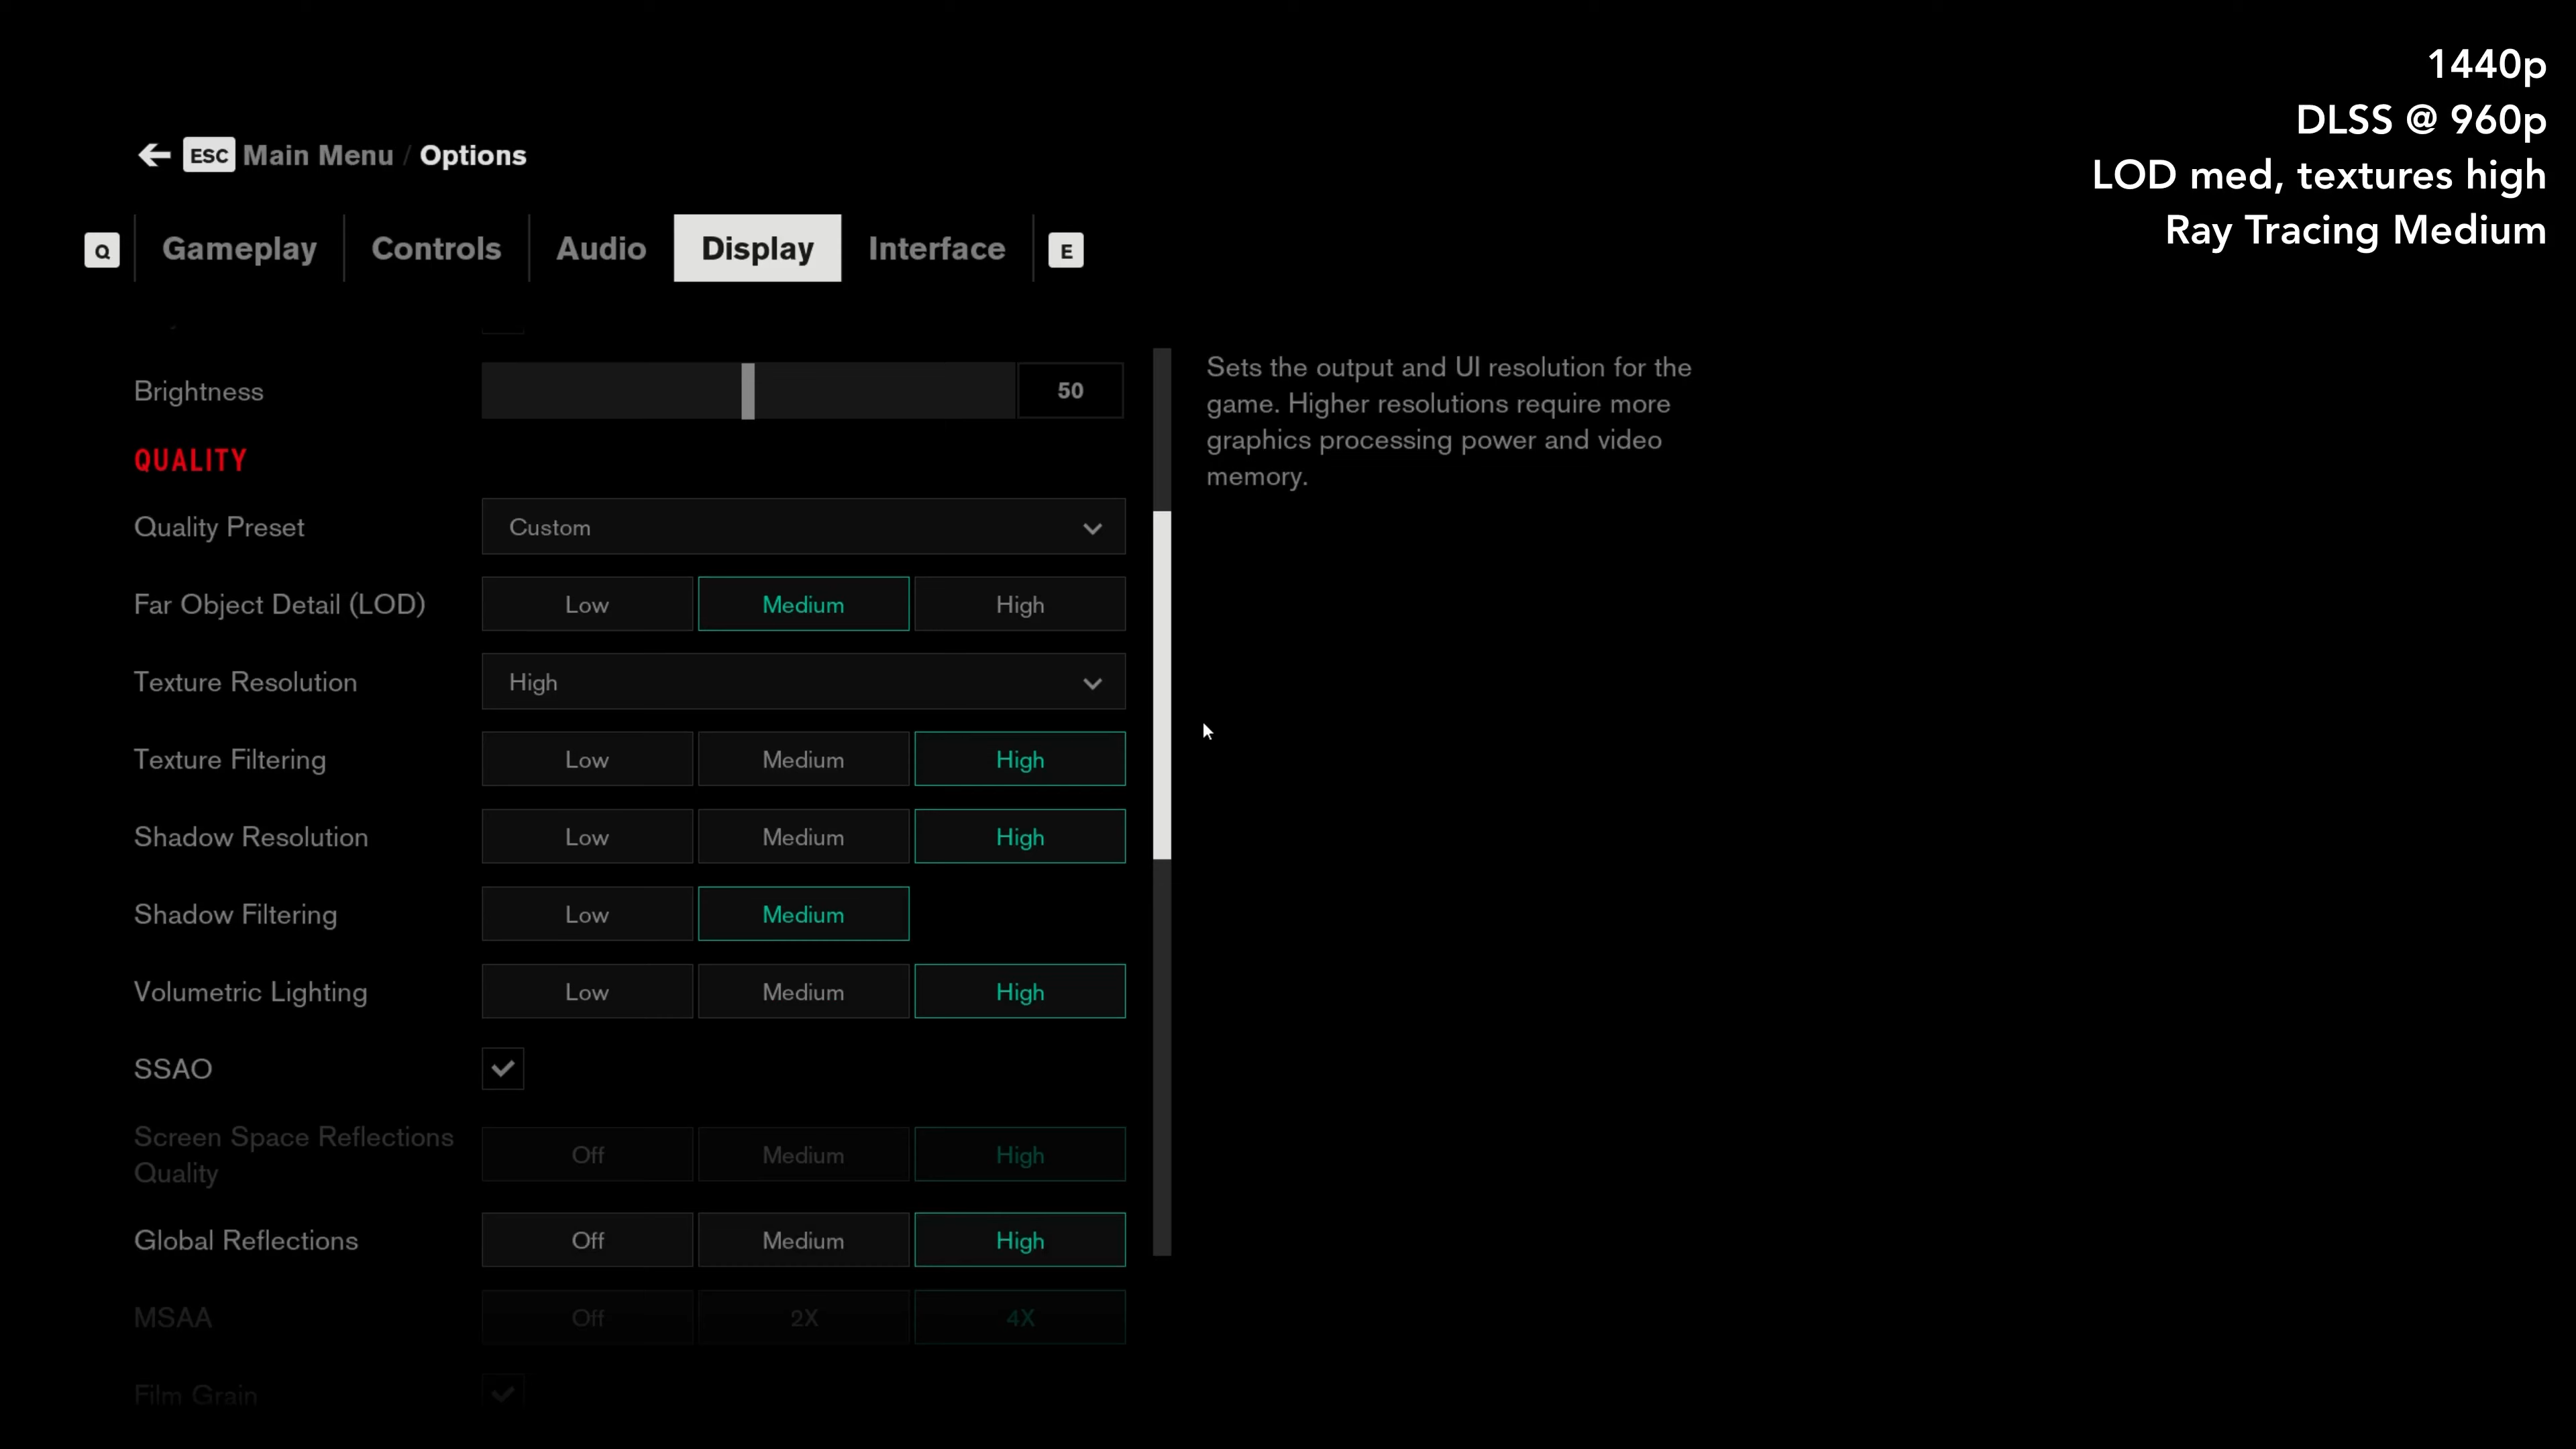 1440p
DLSS @ 960p
LOD med, textures high
Ray Tracing Medium
ESC Main Menu / Options
Q Gameplay Controls Audio Display Interface E
Brightness 50
Sets the output and UI resolution for the
game. Higher resolutions require more
graphics processing power and video
memory.
QUALITY
Quality Preset Custom
Far Object Detail (LOD) Low Medium High
Texture Resolution High
Texture Filtering Low Medium High
Shadow Resolution Low Medium High
Shadow Filtering Low Medium
Volumetric Lighting Low Medium High
SSAO
Screen Space Reflections
Quality Off Medium High
Global Reflections Off Medium High
MSAA Off 2X 4X
Film Grain